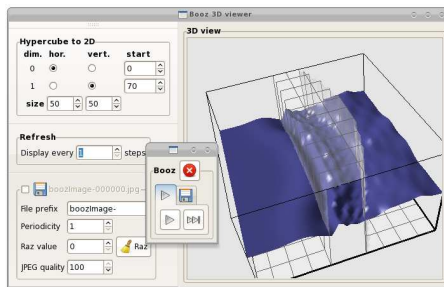 Booz 3D viewer
Hypercube to 2D
dim. hor. vert. start
0 0
1 70
size 50 50
Refresh
Display every 1 steps
boozImage-000000.jpg
File prefix boozImage-
Periodicity 1
Raz value 0 Raz
JPEG quality 100
Booz
3D view